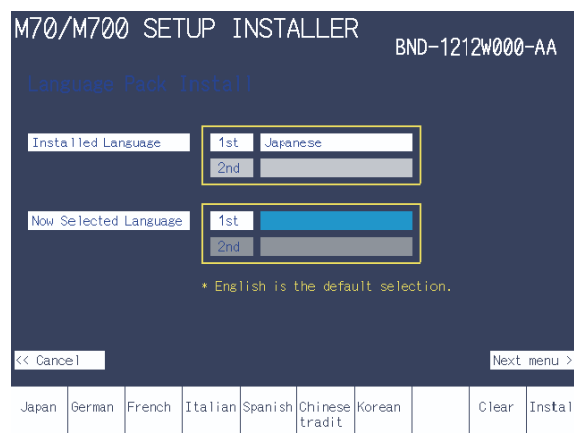 M70/M700 SETUP INSTALLER
BND-1212W000-AA
Language Pack Install
Installed Language
1st Japanese
2nd
Now Selected Language
1st
2nd
* English is the default selection.
<< Cancel
Next menu >
Japan German French Italian Spanish Chinese tradit Korean Clear Instal